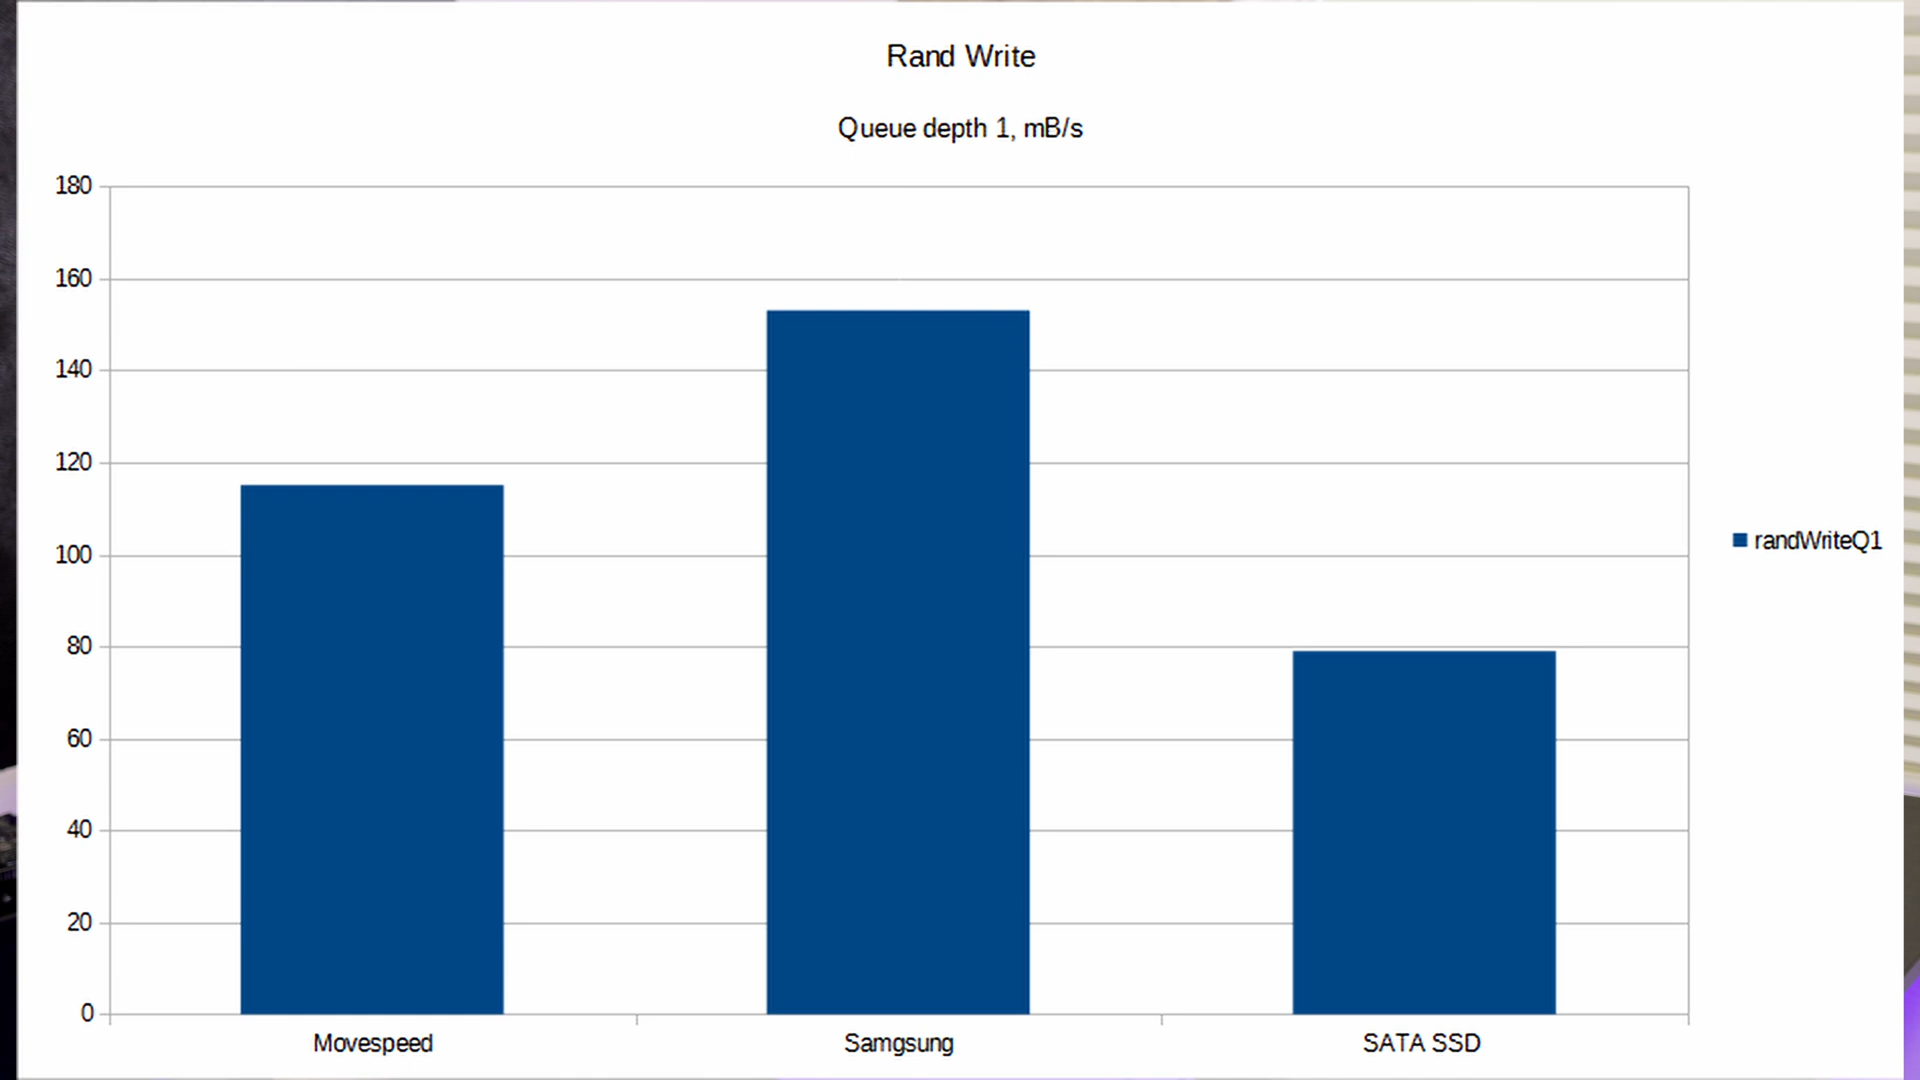 Rand Write
Queue depth 1, mB/s
180
160
140
120
100
80
60
40
20
0
randWriteQ1
Movespeed
Samgsung
SATA SSD